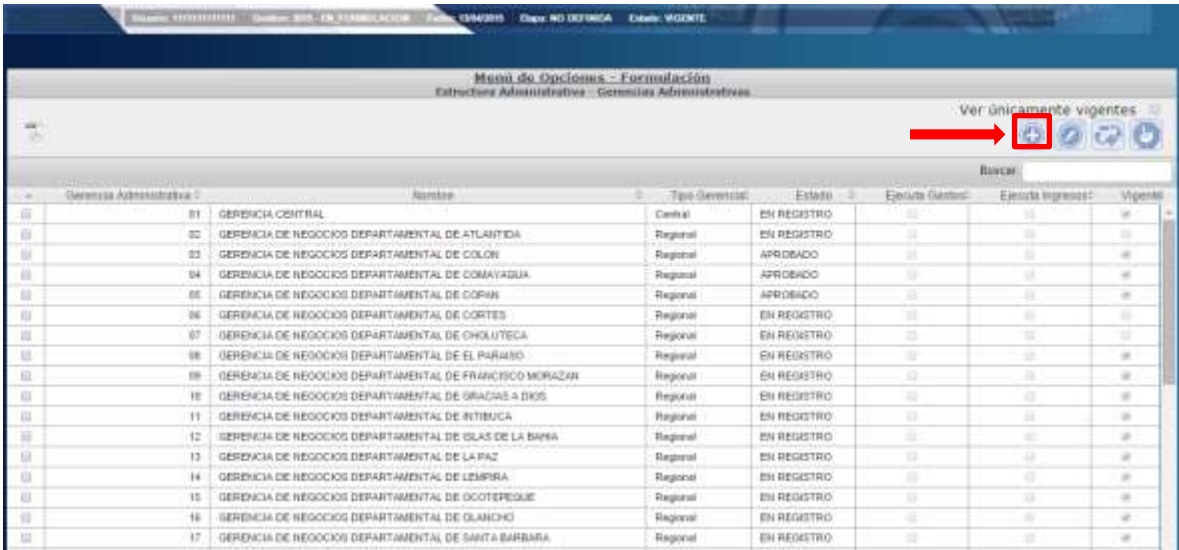 Usuario: Gestion: 2015 - EN_FORMULACION Fecha: 13/04/2015 Etapa: NO DEFINIDA Estado: VIGENTE
Menú de Opciones - Formulación
Estructura Administrativa - Gerencias Administrativas
Ver únicamente vigentes
Buscar:
Gerencia Administrativa Nombre Tipo Gerencial Estado Ejecuta Gastos Ejecuta Ingresos Vigente
01 GERENCIA CENTRAL Central EN REGISTRO
02 GERENCIA DE NEGOCIOS DEPARTAMENTAL DE ATLANTIDA Regional EN REGISTRO
03 GERENCIA DE NEGOCIOS DEPARTAMENTAL DE COLON Regional APROBADO
04 GERENCIA DE NEGOCIOS DEPARTAMENTAL DE COMAYAGUA Regional APROBADO
05 GERENCIA DE NEGOCIOS DEPARTAMENTAL DE COPAN Regional APROBADO
06 GERENCIA DE NEGOCIOS DEPARTAMENTAL DE CORTES Regional EN REGISTRO
07 GERENCIA DE NEGOCIOS DEPARTAMENTAL DE CHOLUTECA Regional EN REGISTRO
08 GERENCIA DE NEGOCIOS DEPARTAMENTAL DE EL PARAISO Regional EN REGISTRO
09 GERENCIA DE NEGOCIOS DEPARTAMENTAL DE FRANCISCO MORAZAN Regional EN REGISTRO
10 GERENCIA DE NEGOCIOS DEPARTAMENTAL DE GRACIAS A DIOS Regional EN REGISTRO
11 GERENCIA DE NEGOCIOS DEPARTAMENTAL DE INTIBUCA Regional EN REGISTRO
12 GERENCIA DE NEGOCIOS DEPARTAMENTAL DE ISLAS DE LA BAHIA Regional EN REGISTRO
13 GERENCIA DE NEGOCIOS DEPARTAMENTAL DE LA PAZ Regional EN REGISTRO
14 GERENCIA DE NEGOCIOS DEPARTAMENTAL DE LEMPIRA Regional EN REGISTRO
15 GERENCIA DE NEGOCIOS DEPARTAMENTAL DE OCOTEPEQUE Regional EN REGISTRO
16 GERENCIA DE NEGOCIOS DEPARTAMENTAL DE OLANCHO Regional EN REGISTRO
17 GERENCIA DE NEGOCIOS DEPARTAMENTAL DE SANTA BARBARA Regional EN REGISTRO